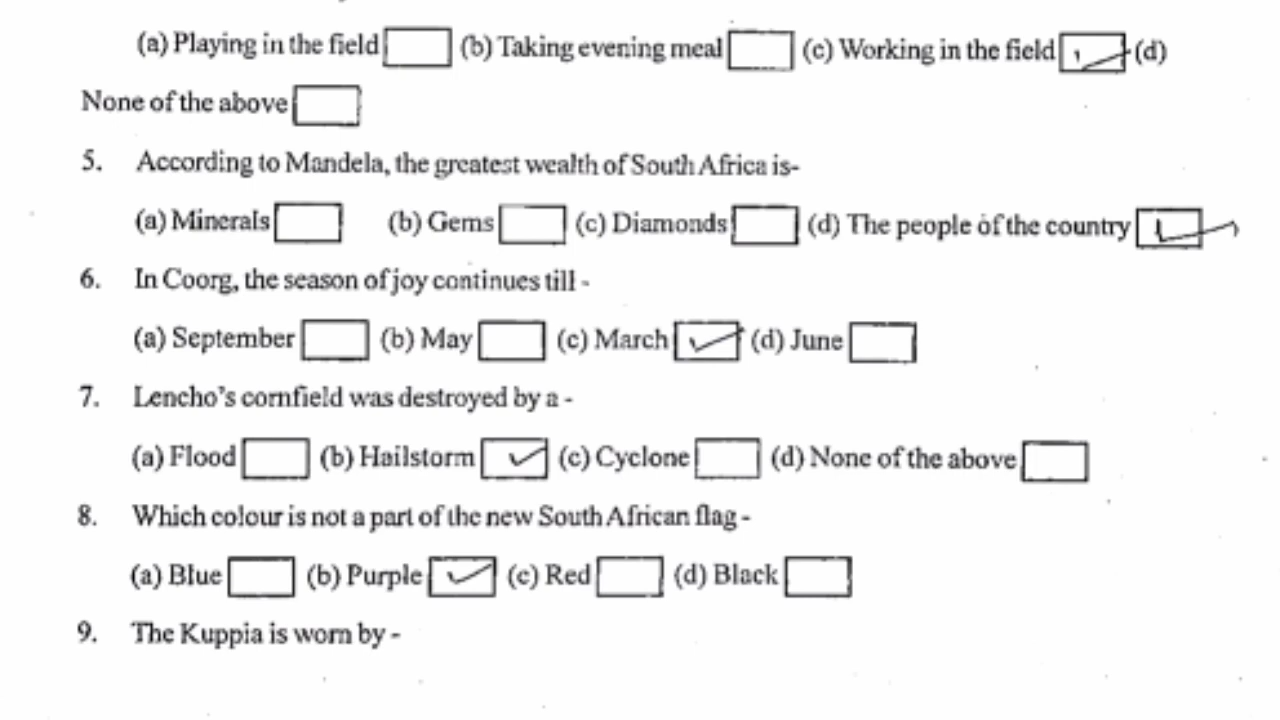 (a) Playing in the field (b) Taking evening meal (c) Working in the field ✓ (d)
None of the above
5. According to Mandela, the greatest wealth of South Africa is-
(a) Minerals (b) Gems (c) Diamonds (d) The people of the country ✓
6. In Coorg, the season of joy continues till -
(a) September (b) May (c) March ✓ (d) June
7. Lencho's cornfield was destroyed by a -
(a) Flood (b) Hailstorm ✓ (c) Cyclone (d) None of the above
8. Which colour is not a part of the new South African flag -
(a) Blue (b) Purple ✓ (c) Red (d) Black
9. The Kuppia is worn by -